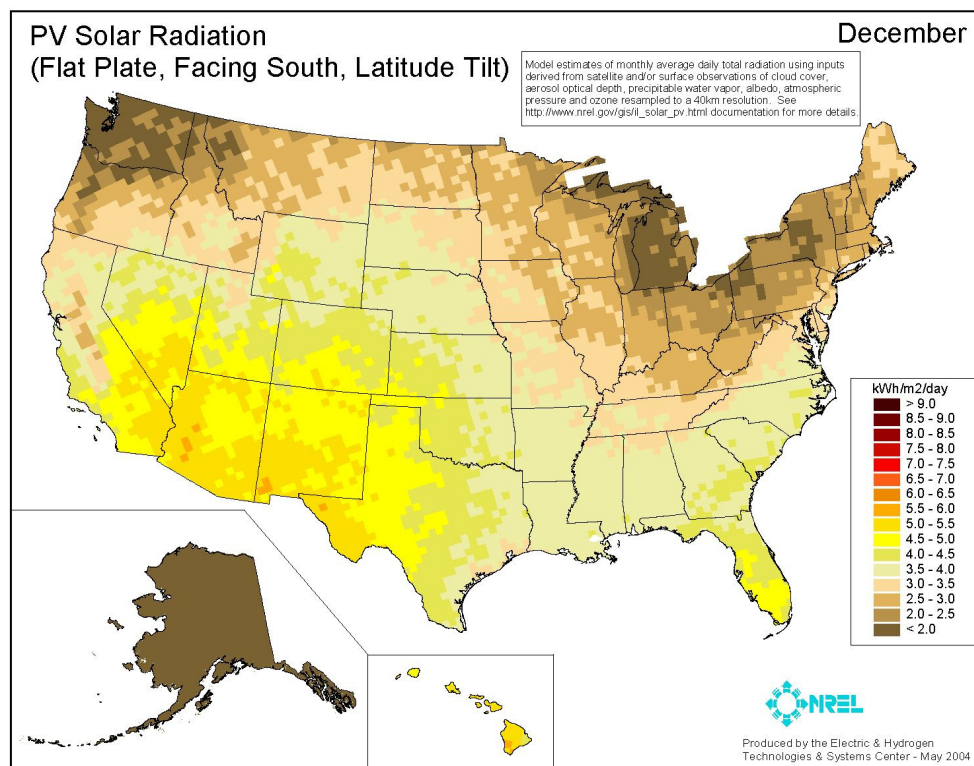 PV Solar Radiation
(Flat Plate, Facing South, Latitude Tilt)
December
Model estimates of monthly average daily total radiation using inputs
derived from satellite and/or surface observations of cloud cover,
aerosol optical depth, precipitable water vapor, albedo, atmospheric
pressure and ozone resampled to a 40km resolution. See
http://www.nrel.gov/gis/il_solar_pv.html documentation for more details.
kWh/m2/day
> 9.0
8.5 - 9.0
8.0 - 8.5
7.5 - 8.0
7.0 - 7.5
6.5 - 7.0
6.0 - 6.5
5.5 - 6.0
5.0 - 5.5
4.5 - 5.0
4.0 - 4.5
3.5 - 4.0
3.0 - 3.5
2.5 - 3.0
2.0 - 2.5
< 2.0
NREL
Produced by the Electric & Hydrogen
Technologies & Systems Center - May 2004